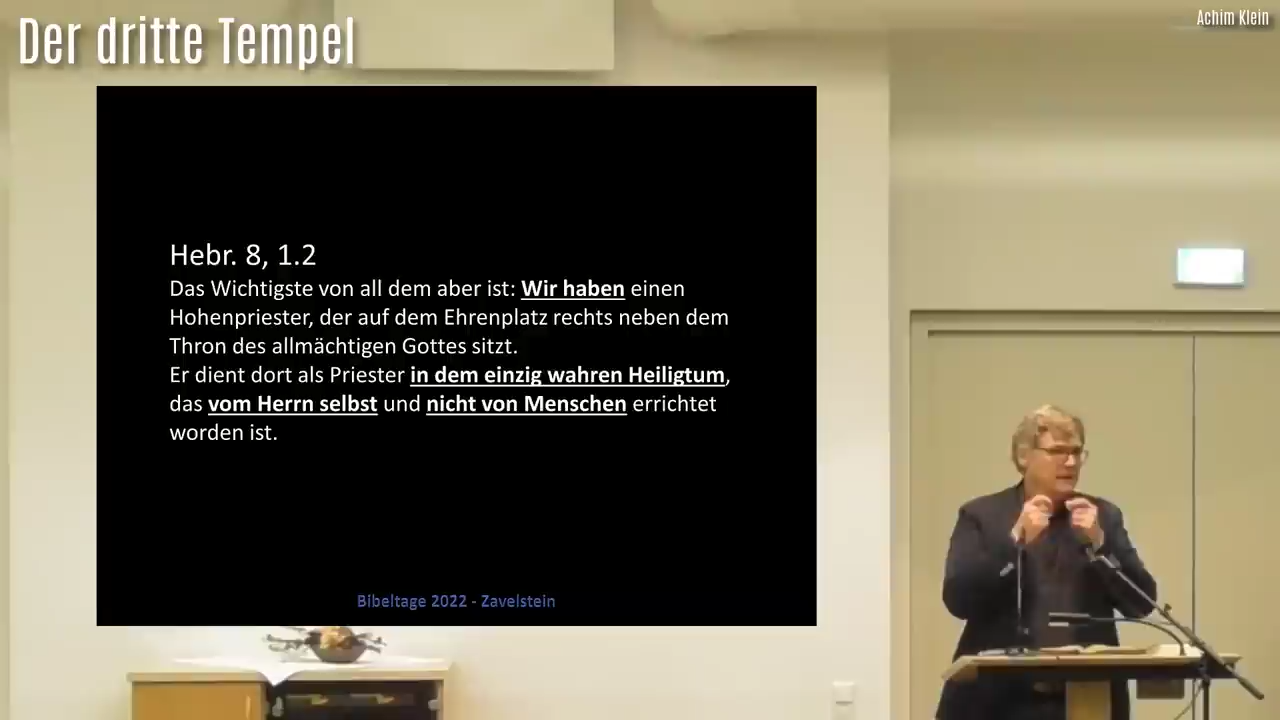 Der dritte Tempel
Achim Klein
Hebr. 8, 1.2
Das Wichtigste von all dem aber ist: Wir haben einen
Hohenpriester, der auf dem Ehrenplatz rechts neben dem
Thron des allmächtigen Gottes sitzt.
Er dient dort als Priester in dem einzig wahren Heiligtum,
das vom Herrn selbst und nicht von Menschen errichtet
worden ist.
Bibeltage 2022 - Zavelstein